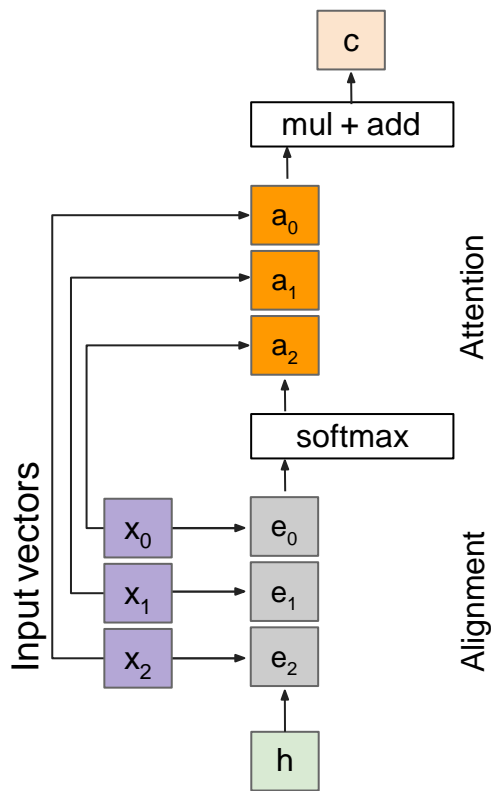 c
mul + add
a0
a1
a2
Attention
softmax
Input vectors
x0
e0
x1
e1
x2
e2
Alignment
h